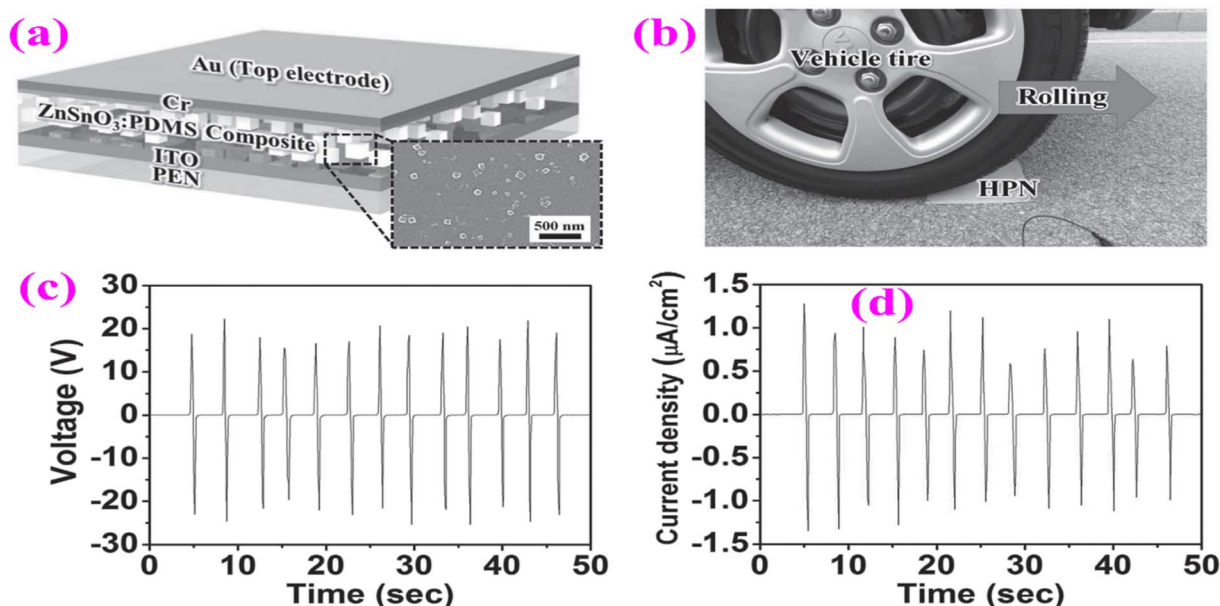 (a)
Au (Top electrode)
Cr
ZnSnO₃:PDMS Composite
ITO
PEN
500 nm
(b)
Vehicle tire
Rolling
HPN
(c)
Voltage (V)
30
20
10
0
-10
-20
-30
0 10 20 30 40 50
Time (sec)
(d)
Current density (μA/cm²)
1.5
1.0
0.5
0.0
-0.5
-1.0
-1.5
0 10 20 30 40 50
Time (sec)